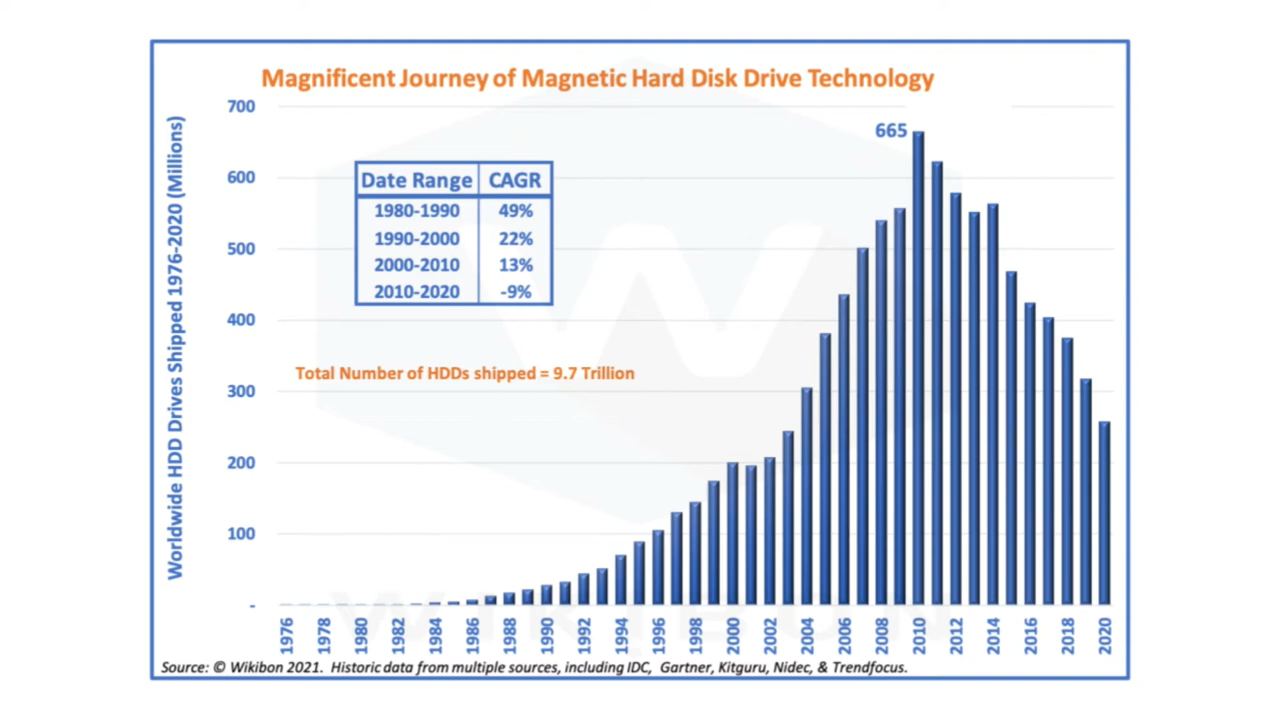 Magnificent Journey of Magnetic Hard Disk Drive Technology
Worldwide HDD Drives Shipped 1976-2020 (Millions)
700
600
500
400
300
200
100
-
665
Date Range CAGR
1980-1990 49%
1990-2000 22%
2000-2010 13%
2010-2020 -9%
Total Number of HDDs shipped = 9.7 Trillion
1976 1978 1980 1982 1984 1986 1988 1990 1992 1994 1996 1998 2000 2002 2004 2006 2008 2010 2012 2014 2016 2018 2020
WIKIBON
Source: © Wikibon 2021. Historic data from multiple sources, including IDC, Gartner, Kitguru, Nidec, & Trendfocus.